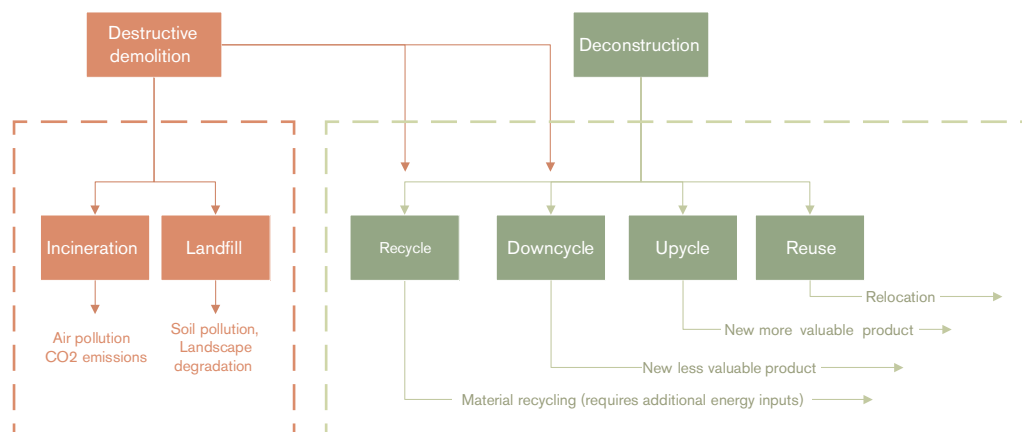 Destructive
demolition
Deconstruction
Incineration
Landfill
Recycle
Downcycle
Upycle
Reuse
Relocation
Air pollution
CO2 emissions
Soil pollution,
Landscape
degradation
New more valuable product
New less valuable product
Material recycling (requires additional energy inputs)